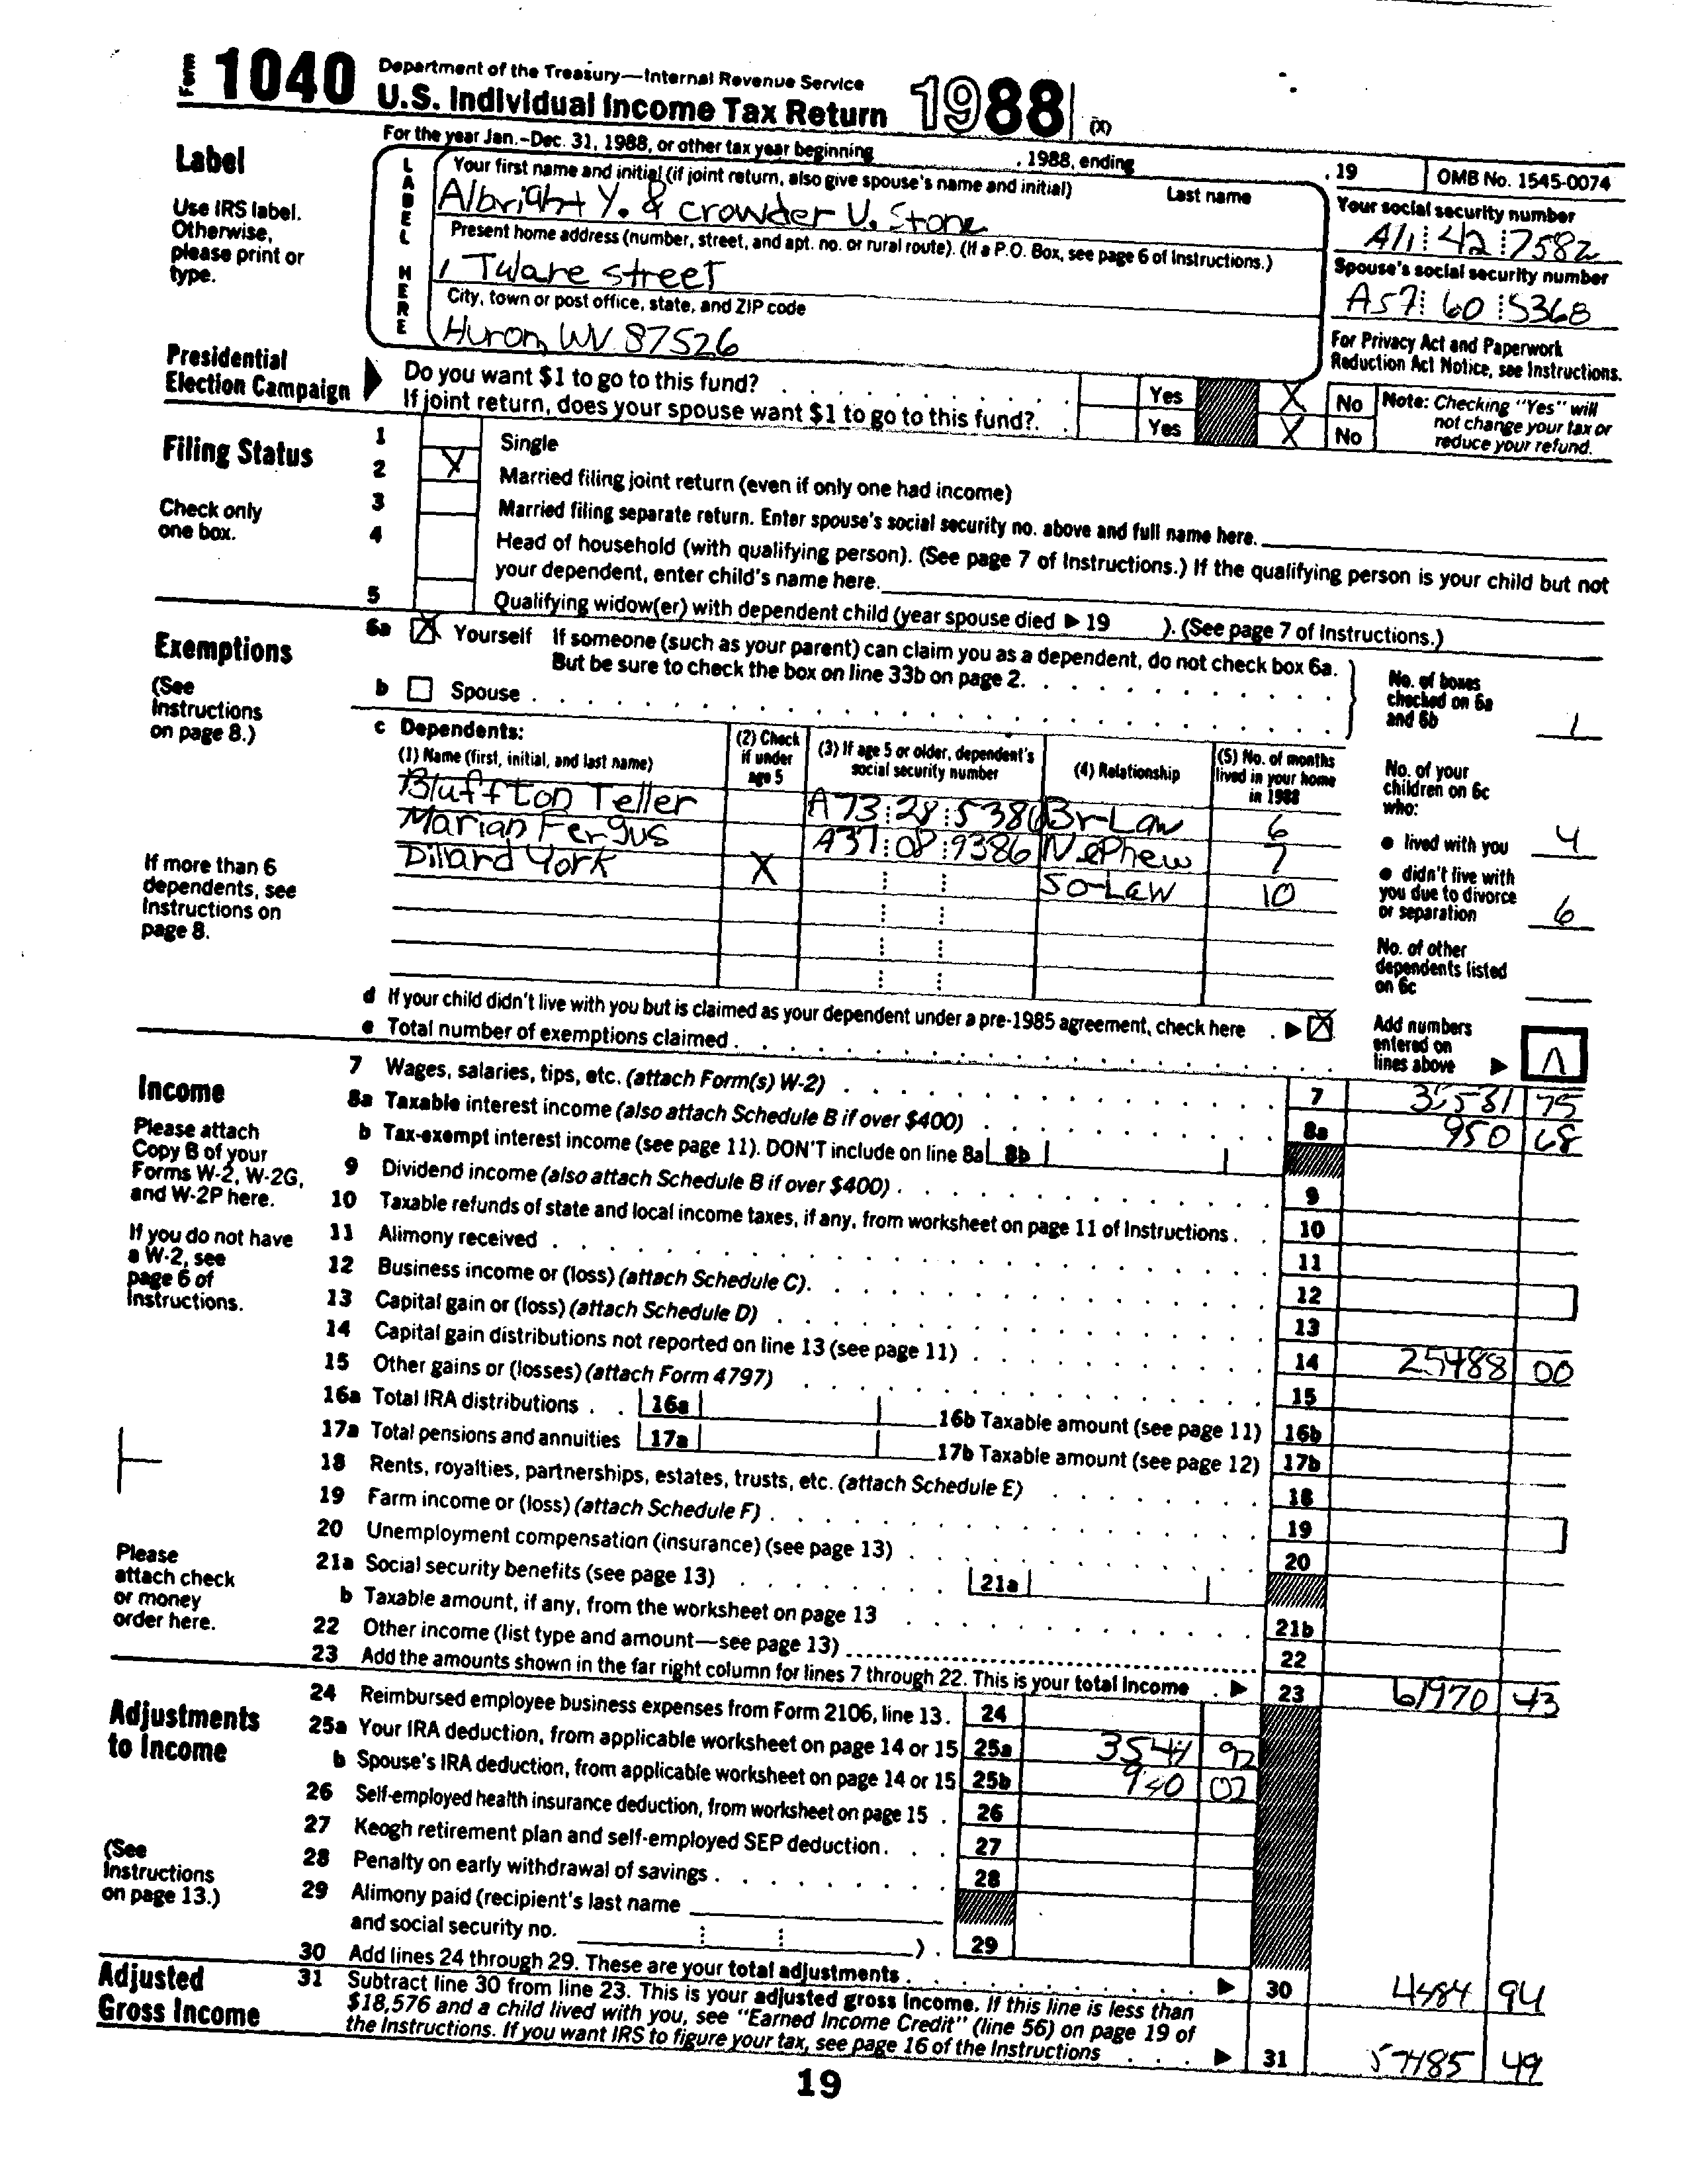 Form 1040 Department of the Treasury—Internal Revenue Service
U.S. Individual Income Tax Return 1988 (X)
For the year Jan.-Dec. 31, 1988, or other tax year beginning , 1988, ending , 19 OMB No. 1545-0074
Label
Use IRS label. Otherwise, please print or type.
LABEL HERE
Your first name and initial (if joint return, also give spouse's name and initial) Last name
Albright Y. & Crowder V. Stone
Your social security number
A11 42 7582
Present home address (number, street, and apt. no. or rural route). (If a P.O. Box, see page 6 of Instructions.)
1 Tulare Street
Spouse's social security number
A57 60 5368
City, town or post office, state, and ZIP code
Huron, WV 87526
For Privacy Act and Paperwork Reduction Act Notice, see Instructions.
Presidential Election Campaign
Do you want $1 to go to this fund? Yes X No
If joint return, does your spouse want $1 to go to this fund? Yes X No
Note: Checking "Yes" will not change your tax or reduce your refund.
Filing Status
Check only one box.
1 Single
2 X Married filing joint return (even if only one had income)
3 Married filing separate return. Enter spouse's social security no. above and full name here.
4 Head of household (with qualifying person). (See page 7 of Instructions.) If the qualifying person is your child but not
your dependent, enter child's name here.
5 Qualifying widow(er) with dependent child (year spouse died ▶ 19 ). (See page 7 of Instructions.)
Exemptions
(See Instructions on page 8.)
6a X Yourself If someone (such as your parent) can claim you as a dependent, do not check box 6a.
But be sure to check the box on line 33b on page 2.
b Spouse
No. of boxes checked on 6a and 6b 1
c Dependents:
(1) Name (first, initial, and last name) (2) Check if under age 5 (3) If age 5 or older, dependent's social security number (4) Relationship (5) No. of months lived in your home in 1988
Bluffton Teller A73 28 5386 Br-Law 6
Marian Fergus A37 08 9386 Nephew 7
Dillard York X So-Law 10
If more than 6 dependents, see Instructions on page 8.
No. of your children on 6c who:
● lived with you 4
● didn't live with you due to divorce or separation 6
No. of other dependents listed on 6c
d If your child didn't live with you but is claimed as your dependent under a pre-1985 agreement, check here ▶ X
e Total number of exemptions claimed
Add numbers entered on lines above ▶
Income
Please attach Copy B of your Forms W-2, W-2G, and W-2P here.
If you do not have a W-2, see page 6 of Instructions.
Please attach check or money order here.
7 Wages, salaries, tips, etc. (attach Form(s) W-2) 7 35531 75
8a Taxable interest income (also attach Schedule B if over $400) 8a 950 68
b Tax-exempt interest income (see page 11). DON'T include on line 8a 8b
9 Dividend income (also attach Schedule B if over $400) 9
10 Taxable refunds of state and local income taxes, if any, from worksheet on page 11 of Instructions 10
11 Alimony received 11
12 Business income or (loss) (attach Schedule C) 12
13 Capital gain or (loss) (attach Schedule D) 13
14 Capital gain distributions not reported on line 13 (see page 11) 14 25488 00
15 Other gains or (losses) (attach Form 4797) 15
16a Total IRA distributions 16a 16b Taxable amount (see page 11) 16b
17a Total pensions and annuities 17a 17b Taxable amount (see page 12) 17b
18 Rents, royalties, partnerships, estates, trusts, etc. (attach Schedule E) 18
19 Farm income or (loss) (attach Schedule F) 19
20 Unemployment compensation (insurance) (see page 13) 20
21a Social security benefits (see page 13) 21a
b Taxable amount, if any, from the worksheet on page 13 21b
22 Other income (list type and amount—see page 13) 22
23 Add the amounts shown in the far right column for lines 7 through 22. This is your total income ▶ 23 61970 43
Adjustments to Income
(See Instructions on page 13.)
24 Reimbursed employee business expenses from Form 2106, line 13. 24
25a Your IRA deduction, from applicable worksheet on page 14 or 15 25a 3544 92
b Spouse's IRA deduction, from applicable worksheet on page 14 or 15 25b 940 02
26 Self-employed health insurance deduction, from worksheet on page 15 26
27 Keogh retirement plan and self-employed SEP deduction 27
28 Penalty on early withdrawal of savings 28
29 Alimony paid (recipient's last name
and social security no. ) 29
30 Add lines 24 through 29. These are your total adjustments ▶ 30 4484 94
Adjusted Gross Income
31 Subtract line 30 from line 23. This is your adjusted gross income. If this line is less than
$18,576 and a child lived with you, see "Earned Income Credit" (line 56) on page 19 of
the Instructions. If you want IRS to figure your tax, see page 16 of the Instructions ▶ 31 57485 49
19